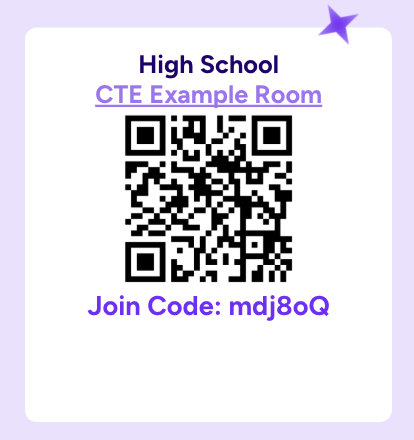 High School
CTE Example Room
Join Code: mdj8oQ